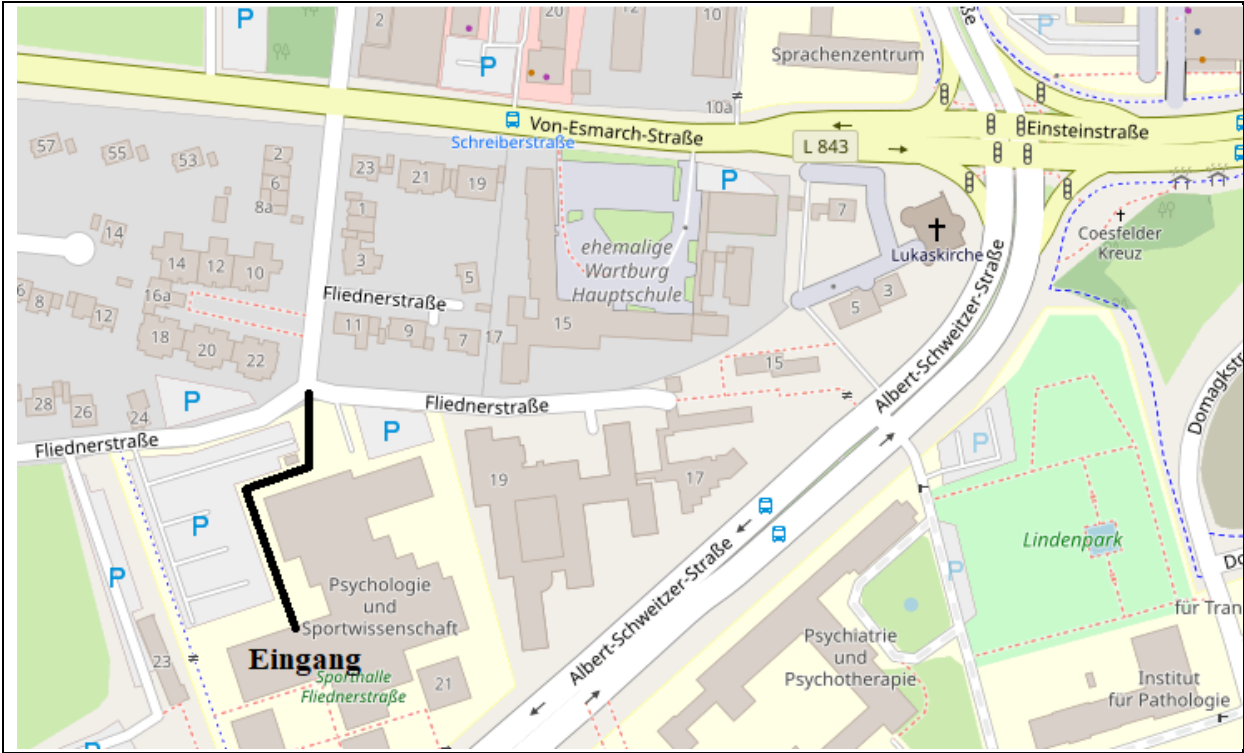 P
2
20
12
10
P
Sprachenzentrum
P
10a
Von-Esmarch-Straße
Schreiberstraße
L 843
Einsteinstraße
57
55
53
2
6
8a
23
21
19
1
3
P
7
Lukaskirche
Coesfelder
Kreuz
ehemalige
Wartburg
Hauptschule
14
14
12
10
5
3
5
16a
Fliednerstraße
6
8
12
11
9
7
17
15
18
20
22
15
Albert-Schweitzer-Straße
Domagkstr
28
26
24
P
Fliednerstraße
Fliednerstraße
P
P
19
17
P
Lindenpark
P
P
Psychologie
und
Sportwissenschaft
Albert-Schweitzer-Straße
Psychiatrie
und
Psychotherapie
für Tran
23
Eingang
Sporthalle
Fliednerstraße
21
Institut
für Pathologie
P